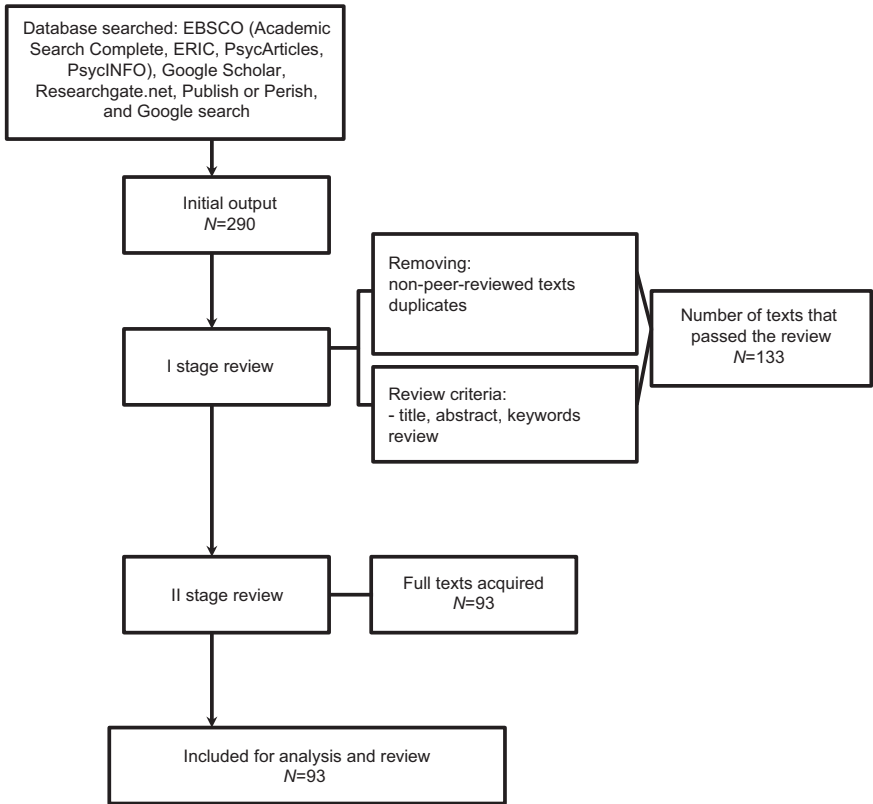 Database searched: EBSCO (Academic
Search Complete, ERIC, PsycArticles,
PsycINFO), Google Scholar,
Researchgate.net, Publish or Perish,
and Google search
Initial output
N=290
I stage review
Removing:
non-peer-reviewed texts
duplicates
Review criteria:
- title, abstract, keywords
review
Number of texts that
passed the review
N=133
II stage review
Full texts acquired
N=93
Included for analysis and review
N=93